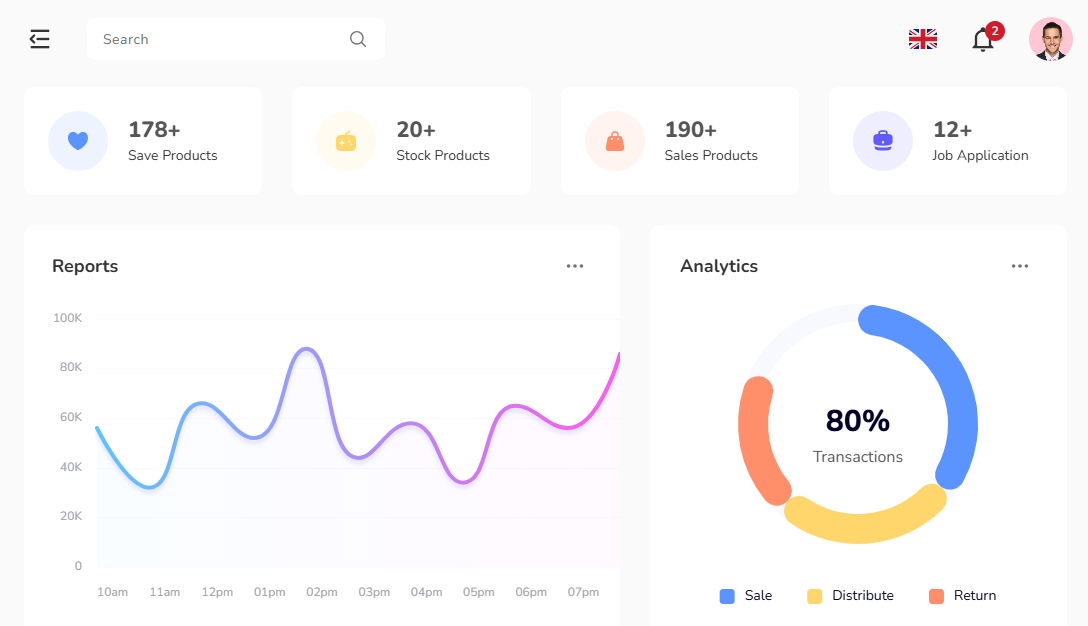 Search
2
178+
Save Products
20+
Stock Products
190+
Sales Products
12+
Job Application
Reports
100K
80K
60K
40K
20K
0
10am 11am 12pm 01pm 02pm 03pm 04pm 05pm 06pm 07pm
Analytics
80%
Transactions
Sale Distribute Return